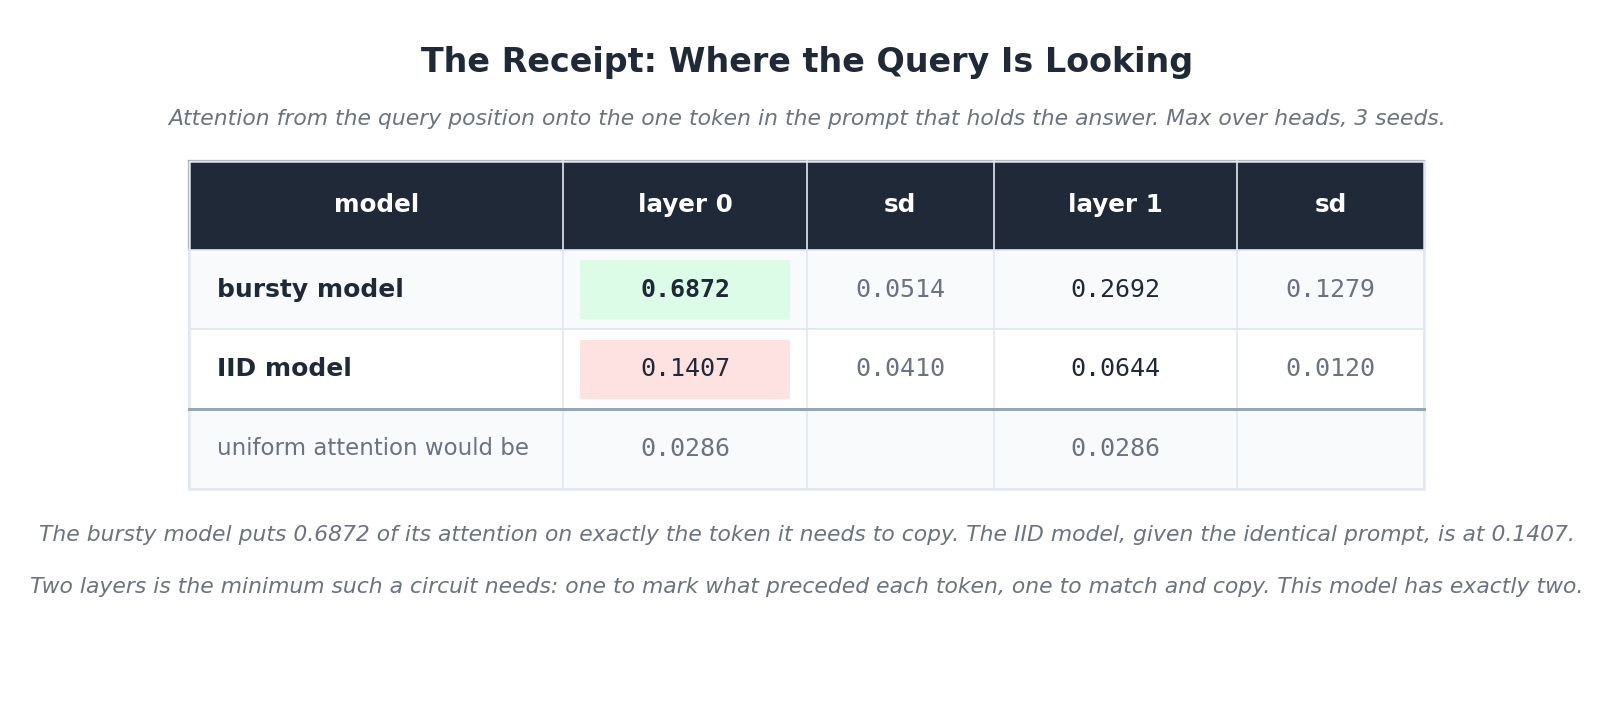 The Receipt: Where the Query Is Looking
Attention from the query position onto the one token in the prompt that holds the answer. Max over heads, 3 seeds.
model layer 0 sd layer 1 sd
bursty model 0.6872 0.0514 0.2692 0.1279
IID model 0.1407 0.0410 0.0644 0.0120
uniform attention would be 0.0286 0.0286
The bursty model puts 0.6872 of its attention on exactly the token it needs to copy. The IID model, given the identical prompt, is at 0.1407.
Two layers is the minimum such a circuit needs: one to mark what preceded each token, one to match and copy. This model has exactly two.